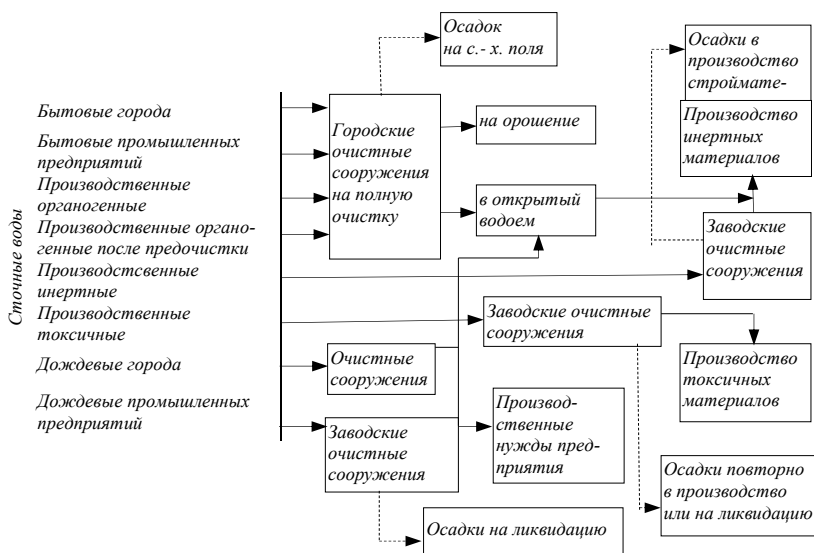 Осадок
на с.- х. поля
Осадки в
производство
строймате-
Производство
инертных
материалов
Сточные воды
Бытовые города
Бытовые промышленных
предприятий
Производственные
органогенные
Производственные органо-
генные после предочистки
Произвотсвенные
инертные
Производственные
токсичные
Дождевые города
Дождевые промышленных
предприятий
Городские
очистные
сооружения
на полную
очистку
на орошение
в открытый
водоем
Заводские
очистные
сооружения
Заводские очистные
сооружения
Очистные
сооружения
Производство
токсичных
материалов
Заводские
очистные
сооружения
Производ-
ственные
нужды пред-
приятия
Осадки повторно
в производство
или на ликвидацию
Осадки на ликвидацию